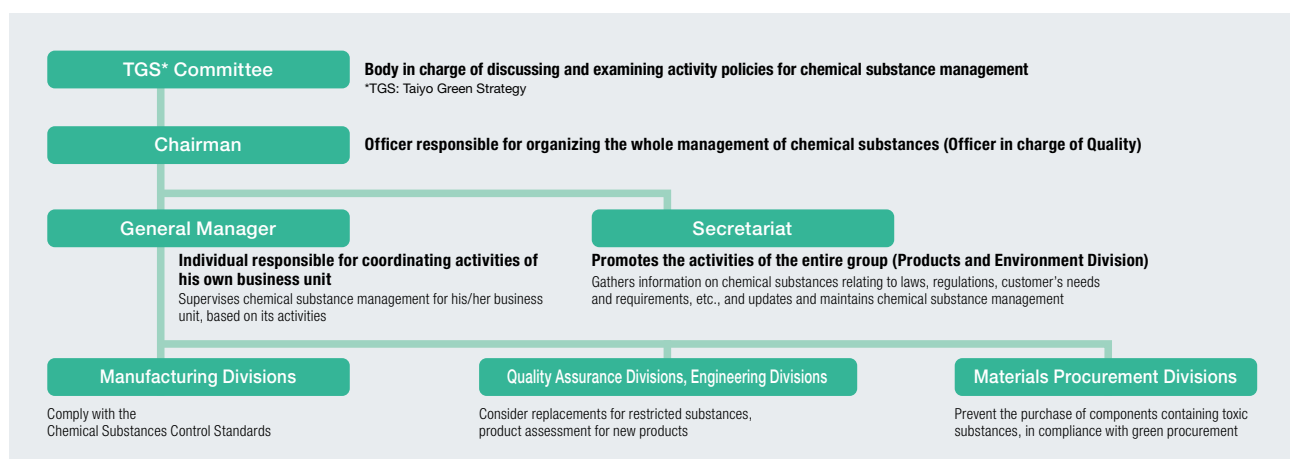 TGS* Committee
Body in charge of discussing and examining activity policies for chemical substance management
*TGS: Taiyo Green Strategy
Chairman
Officer responsible for organizing the whole management of chemical substances (Officer in charge of Quality)
General Manager
Individual responsible for coordinating activities of
his own business unit
Supervises chemical substance management for his/her business
unit, based on its activities
Secretariat
Promotes the activities of the entire group (Products and Environment Division)
Gathers information on chemical substances relating to laws, regulations, customer's needs
and requirements, etc., and updates and maintains chemical substance management
Manufacturing Divisions
Comply with the
Chemical Substances Control Standards
Quality Assurance Divisions, Engineering Divisions
Consider replacements for restricted substances,
product assessment for new products
Materials Procurement Divisions
Prevent the purchase of components containing toxic
substances, in compliance with green procurement